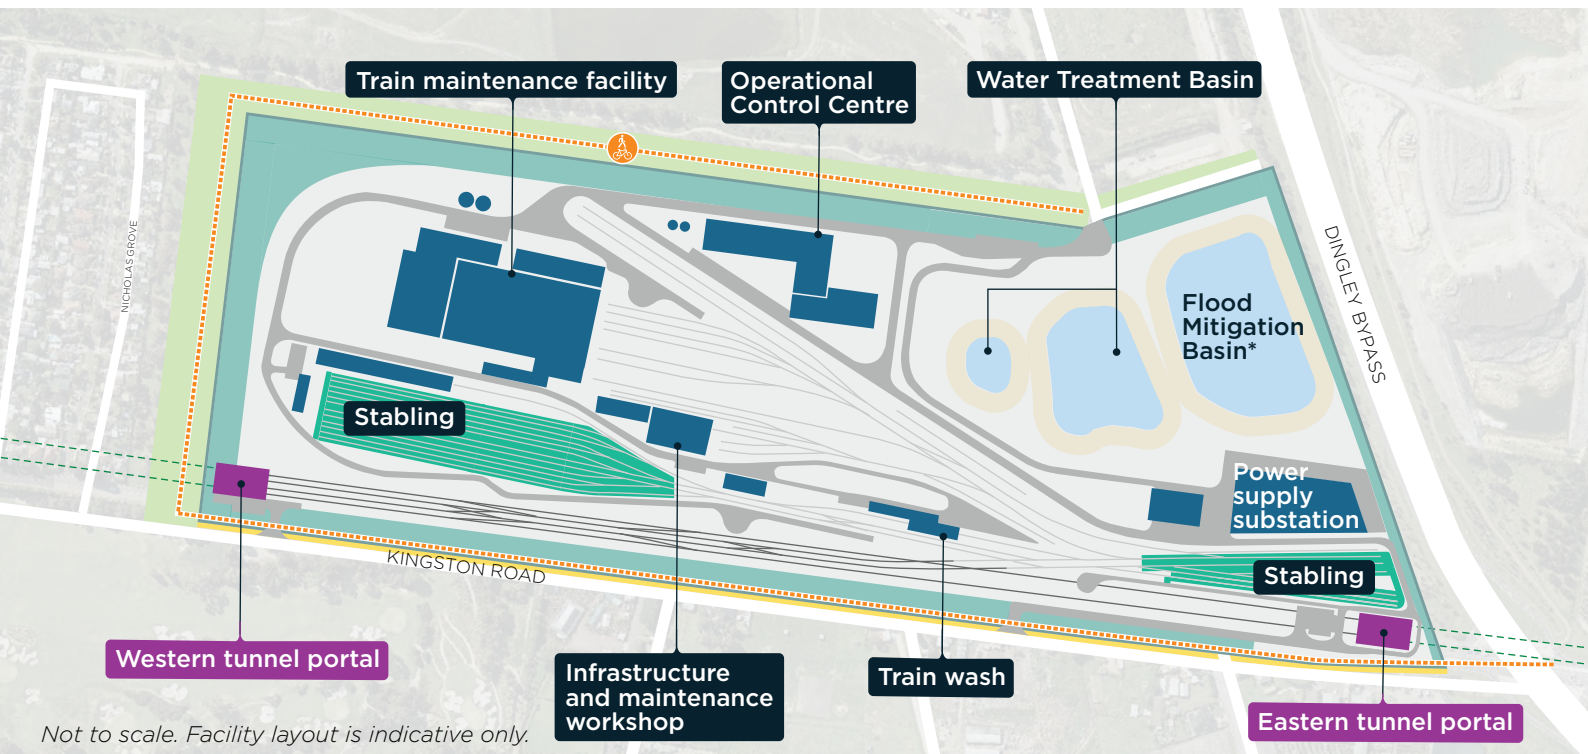 Train maintenance facility
Operational
Control Centre
Water Treatment Basin
NICHOLAS GROVE
DINGLEY BYPASS
Flood
Mitigation
Basin*
Stabling
Power
supply
substation
KINGSTON ROAD
Stabling
Western tunnel portal
Infrastructure
and maintenance
workshop
Train wash
Eastern tunnel portal
Not to scale. Facility layout is indicative only.